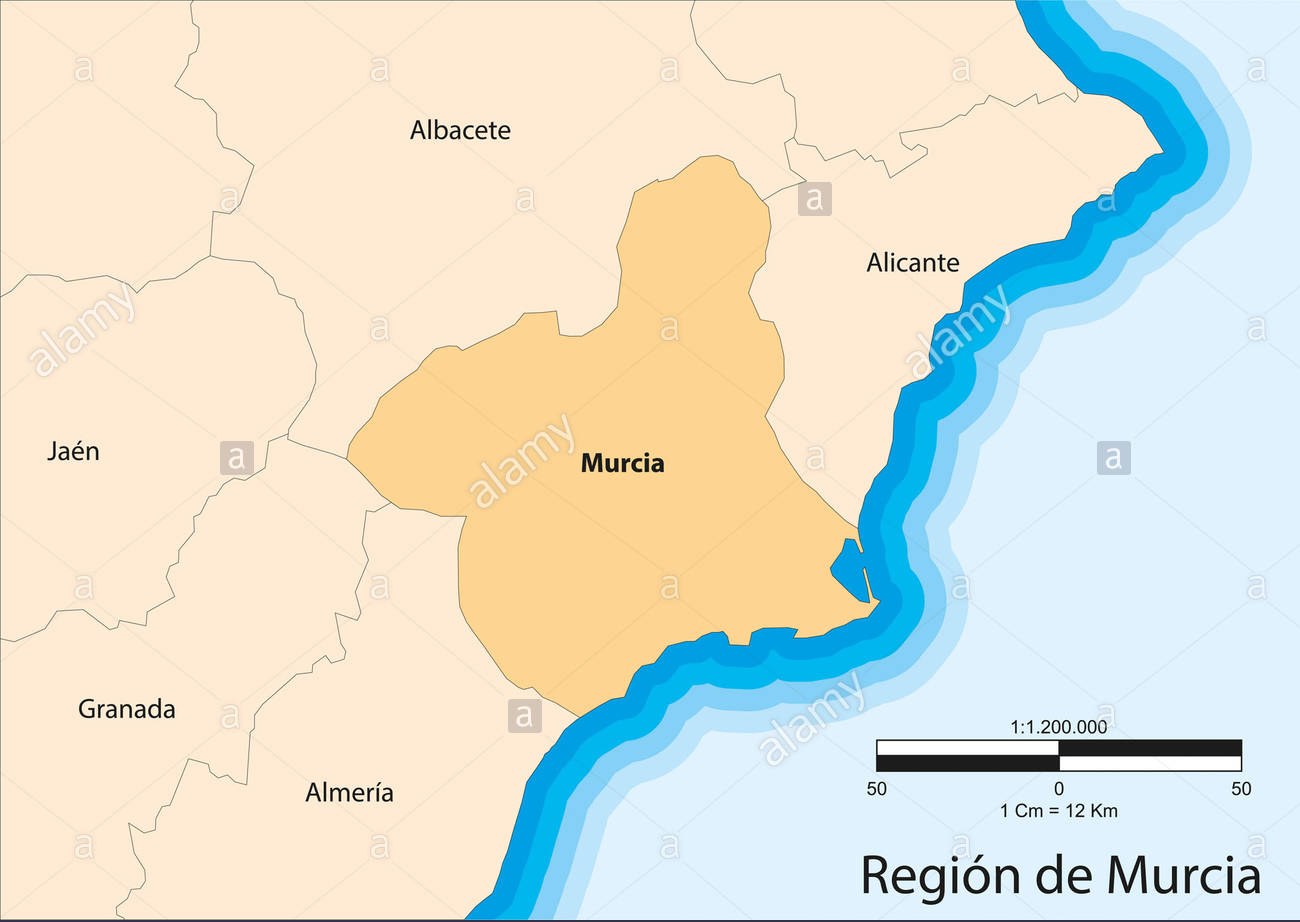 Albacete
Alicante
Jaén
Murcia
Granada
Almería
1:1.200.000
50 0 50
1 Cm = 12 Km
Región de Murcia
alamy
alamy
alamy
alamy
a
a
a
a